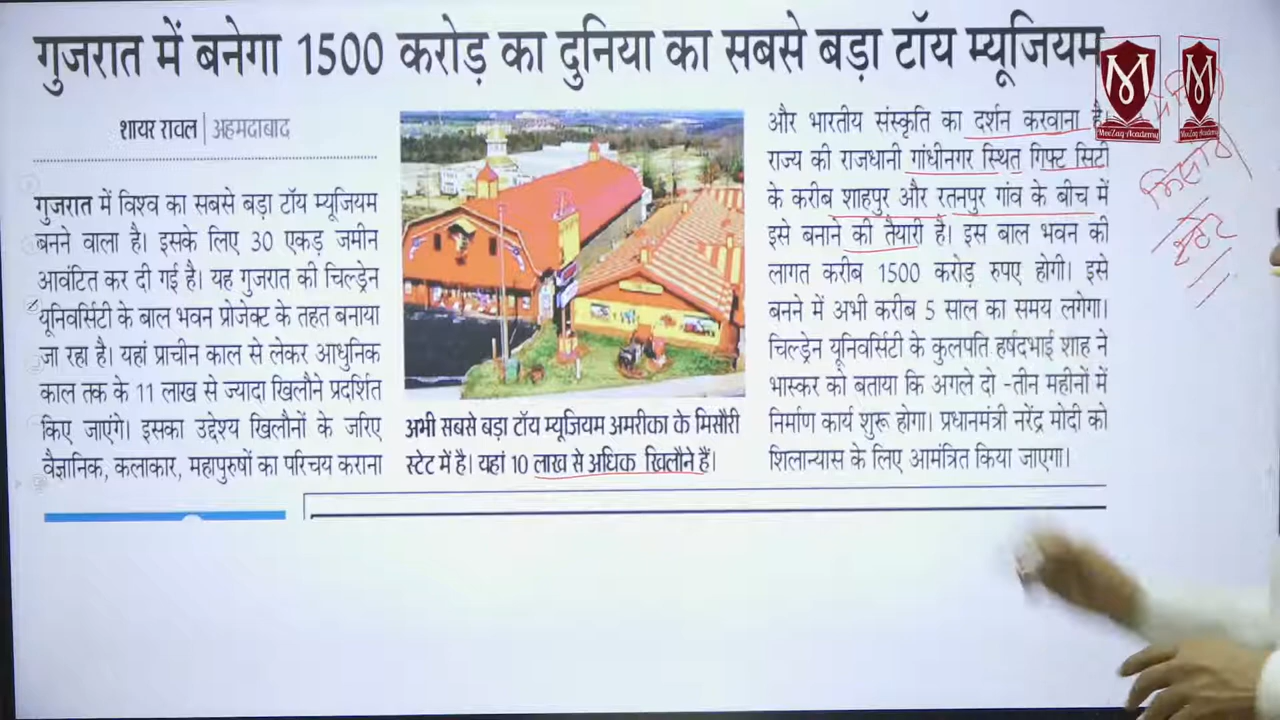 गुजरात में बनेगा 1500 करोड़ का दुनिया का सबसे बड़ा टॉय म्यूजियम
शायर रावल | अहमदाबाद
गुजरात में विश्व का सबसे बड़ा टॉय म्यूजियम
बनने वाला है। इसके लिए 30 एकड़ जमीन
आवंटित कर दी गई है। यह गुजरात की चिल्ड्रेन
यूनिवर्सिटी के बाल भवन प्रोजेक्ट के तहत बनाया
जा रहा है। यहां प्राचीन काल से लेकर आधुनिक
काल तक के 11 लाख से ज्यादा खिलौने प्रदर्शित
किए जाएंगे। इसका उद्देश्य खिलौनों के जरिए
वैज्ञानिक, कलाकार, महापुरुषों का परिचय कराना
अभी सबसे बड़ा टॉय म्यूजियम अमरीका के मिसौरी
स्टेट में है। यहां 10 लाख से अधिक खिलौने हैं।
और भारतीय संस्कृति का दर्शन करवाना है
राज्य की राजधानी गांधीनगर स्थित गिफ्ट सिटी
के करीब शाहपुर और रतनपुर गांव के बीच में
इसे बनाने की तैयारी है। इस बाल भवन की
लागत करीब 1500 करोड़ रुपए होगी। इसे
बनने में अभी करीब 5 साल का समय लगेगा।
चिल्ड्रेन यूनिवर्सिटी के कुलपति हर्षदभाई शाह ने
भास्कर को बताया कि अगले दो -तीन महीनों में
निर्माण कार्य शुरू होगा। प्रधानमंत्री नरेंद्र मोदी को
शिलान्यास के लिए आमंत्रित किया जाएगा।
MeeZaq Academy
MeeZaq Academy
स्टेट